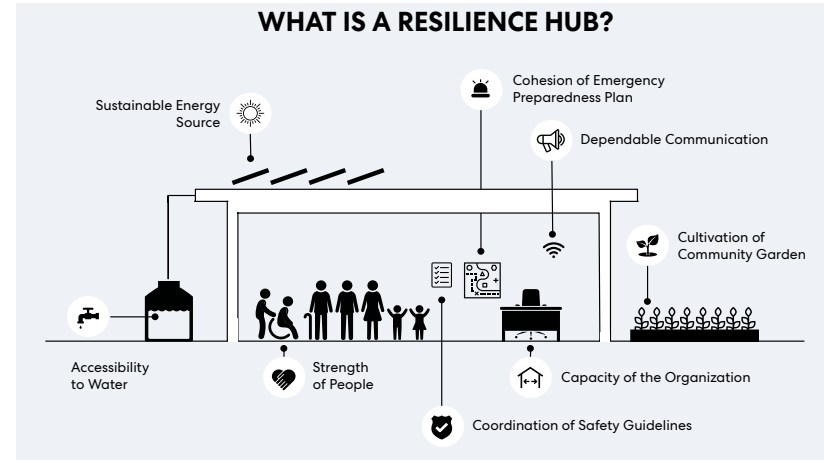 WHAT IS A RESILIENCE HUB?
Cohesion of Emergency
Preparedness Plan
Sustainable Energy
Source
Dependable Communication
Cultivation of
Community Garden
Accessibility
to Water
Strength
of People
Capacity of the Organization
Coordination of Safety Guidelines